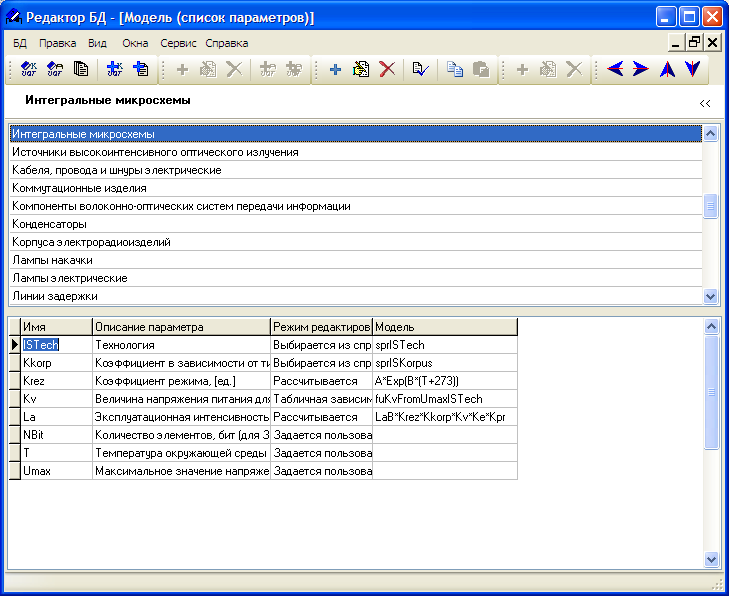 Редактор БД - [Модель (список параметров)]
БД Правка Вид Окна Сервис Справка
Интегральные микросхемы <<
Интегральные микросхемы
Источники высокоинтенсивного оптического излучения
Кабеля, провода и шнуры электрические
Коммутационные изделия
Компоненты волоконно-оптических систем передачи информации
Конденсаторы
Корпуса электрорадиоизделий
Лампы накачки
Лампы электрические
Линии задержки
Имя Описание параметра Режим редактиров Модель
ISTech Технология Выбирается из спр sprISTech
Kkorp Коэффициент в зависимости от ти Выбирается из спр sprISKorpus
Krez Коэффициент режима, [ед.] Рассчитывается A*Exp(B*(T+273))
Kv Величина напряжения питания для Табличная зависим fuKvFromUmaxISTech
La Эксплуатационная интенсивность Рассчитывается LaB*Krez*Kkorp*Kv*Ke*Kpr
NBit Количество элементов, бит (для З Задается пользова
T Температура окружающей среды Задается пользова
Umax Максимальное значение напряже Задается пользова